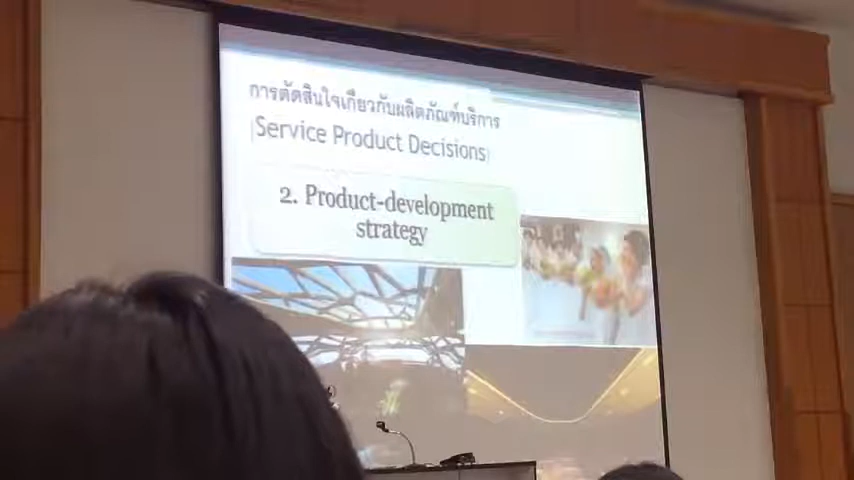 การตัดสินใจเกี่ยวกับผลิตภัณฑ์บริการ
(Service Product Decisions)
2. Product-development
strategy